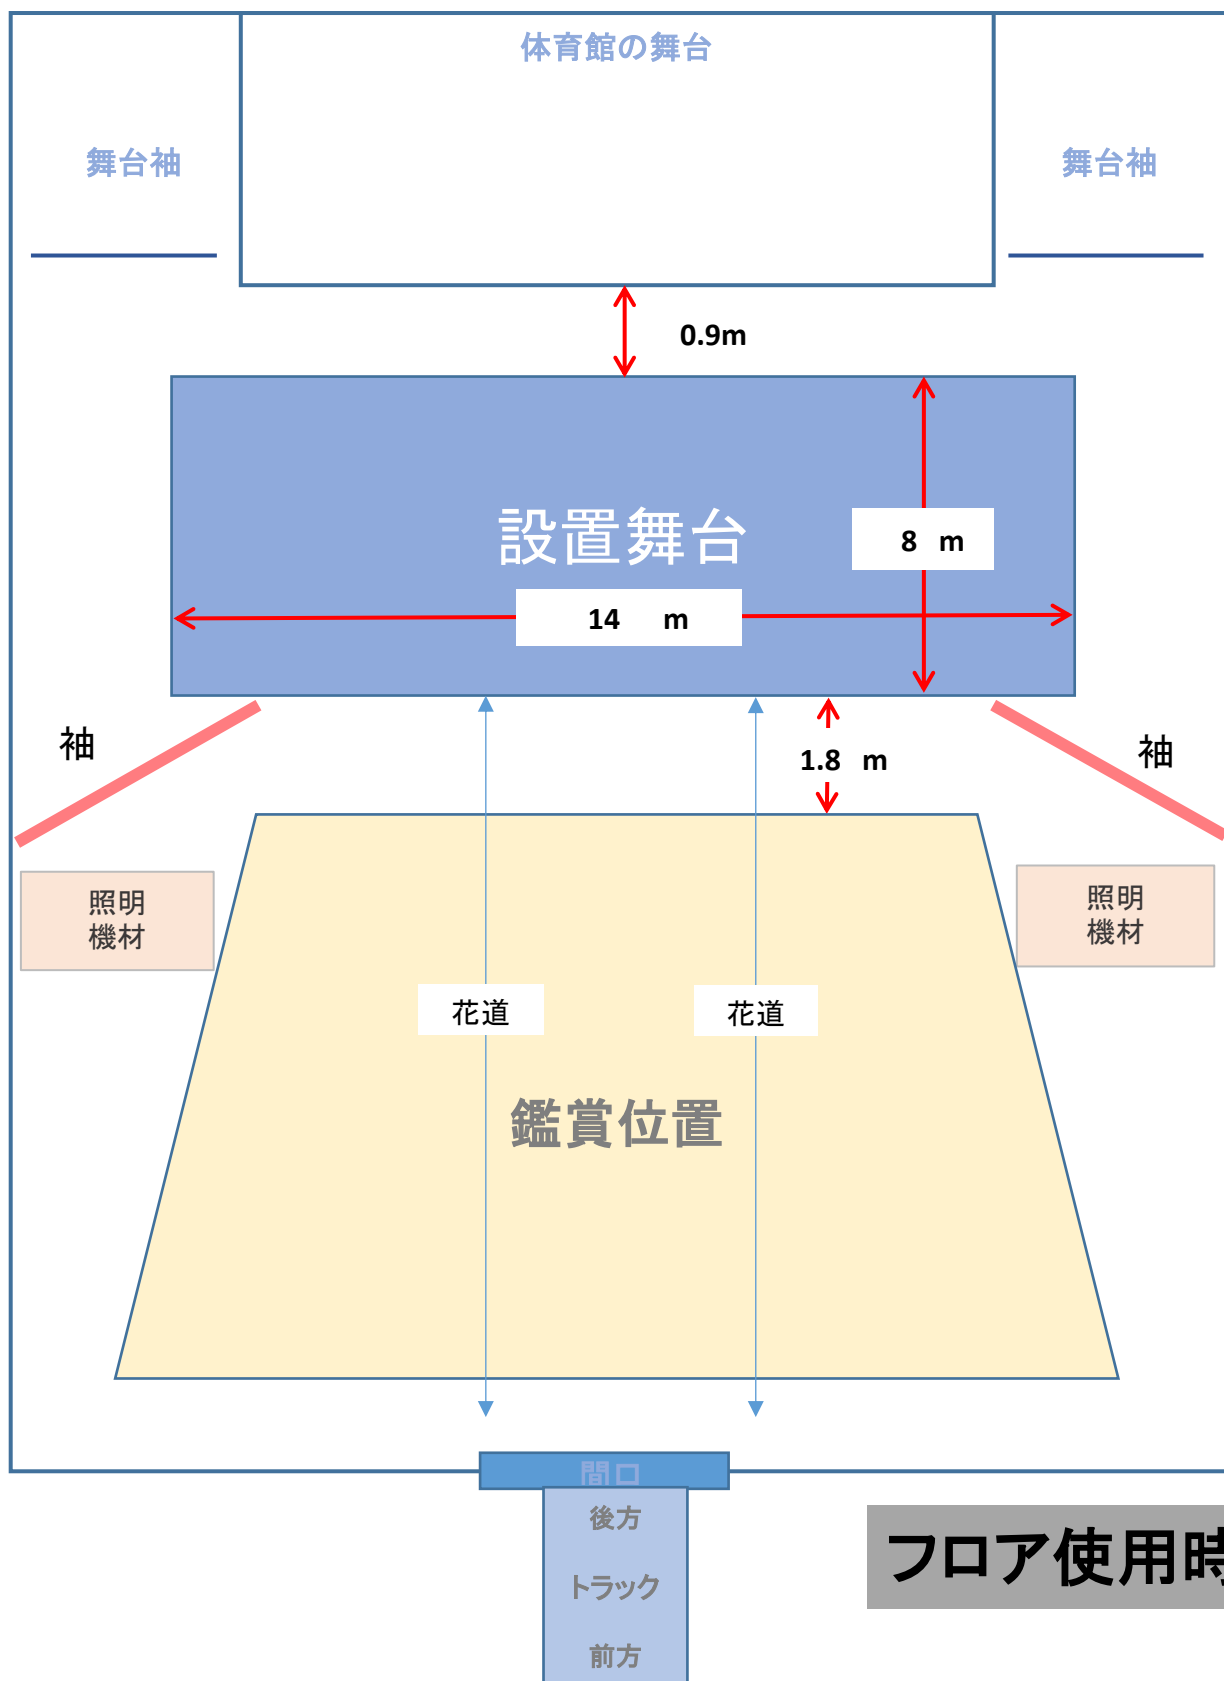 体育館の舞台
舞台袖
舞台袖
0.9m
設置舞台
8 m
14 m
袖
袖
1.8 m
照明
機材
照明
機材
花道
花道
鑑賞位置
間口
後方
トラック
前方
フロア使用時